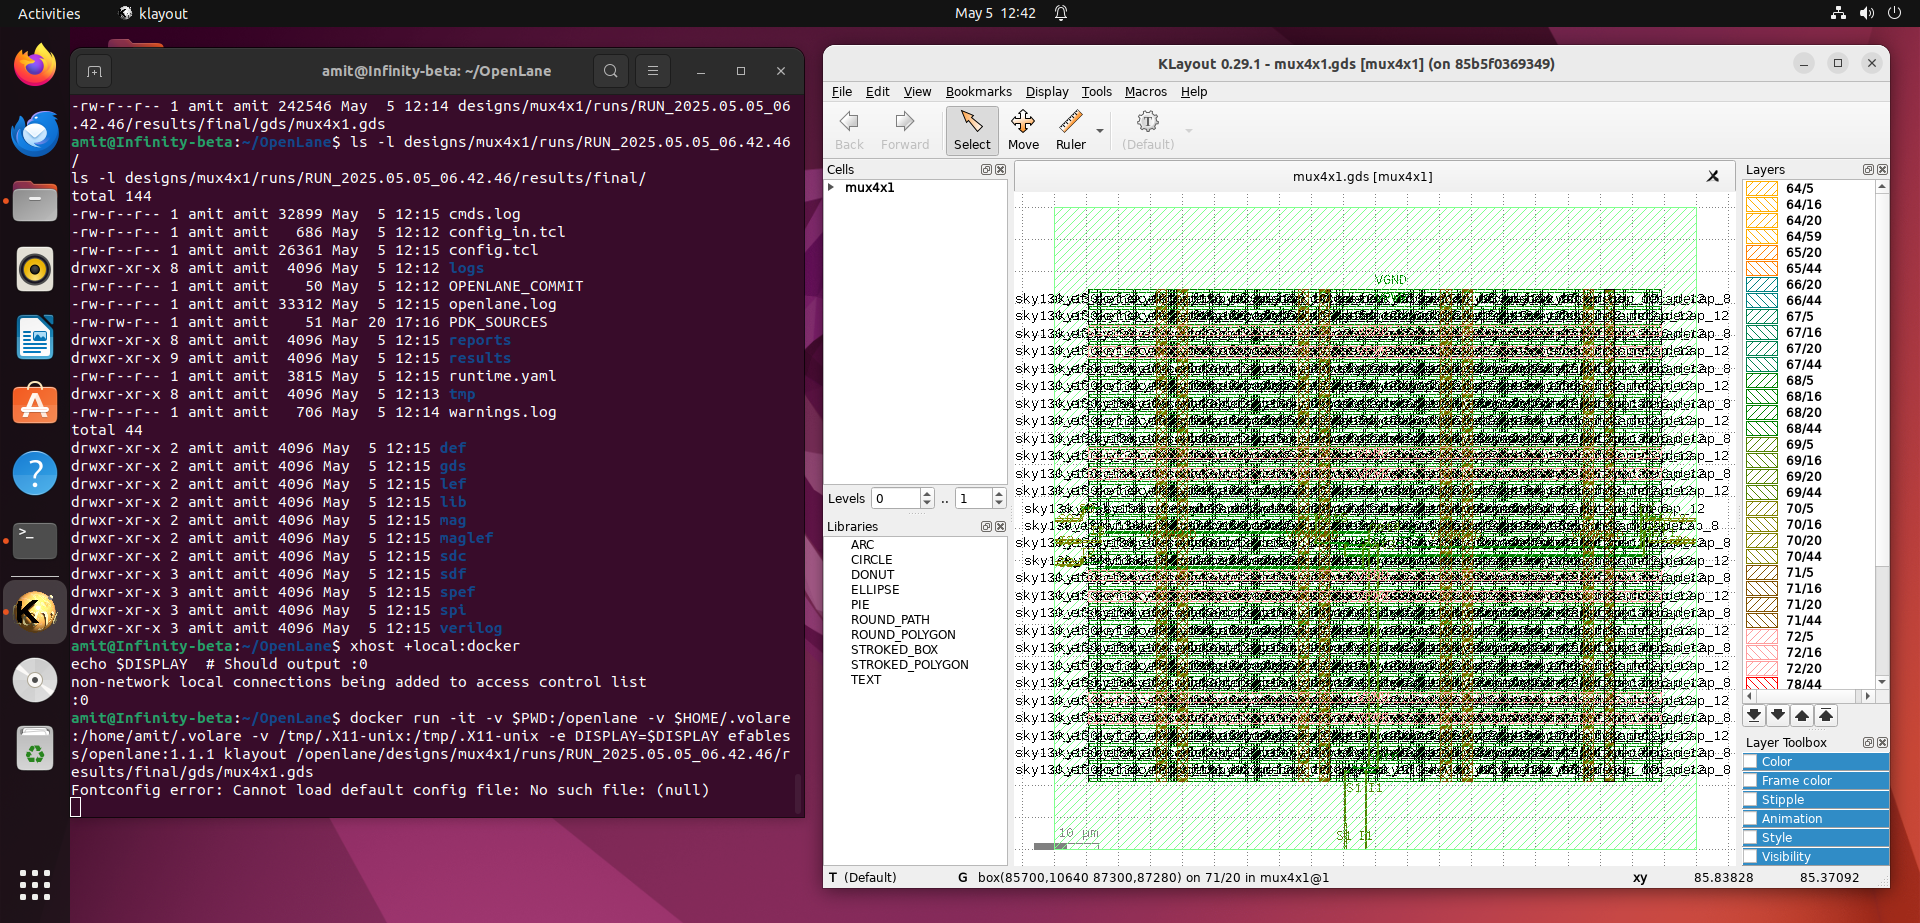 Activities
klayout
May 5 12:42
amit@Infinity-beta: ~/OpenLane
-rw-r--r-- 1 amit amit 242546 May  5 12:14 designs/mux4x1/runs/RUN_2025.05.05_06
.42.46/results/final/gds/mux4x1.gds
amit@Infinity-beta:~/OpenLane$ ls -l designs/mux4x1/runs/RUN_2025.05.05_06.42.46
/
ls -l designs/mux4x1/runs/RUN_2025.05.05_06.42.46/results/final/
total 144
-rw-r--r-- 1 amit amit 32899 May  5 12:15 cmds.log
-rw-r--r-- 1 amit amit   686 May  5 12:12 config_in.tcl
-rw-r--r-- 1 amit amit 26361 May  5 12:15 config.tcl
drwxr-xr-x 8 amit amit  4096 May  5 12:12 logs
-rw-r--r-- 1 amit amit    50 May  5 12:12 OPENLANE_COMMIT
-rw-r--r-- 1 amit amit 33312 May  5 12:15 openlane.log
-rw-rw-r-- 1 amit amit    51 Mar 20 17:16 PDK_SOURCES
drwxr-xr-x 8 amit amit  4096 May  5 12:15 reports
drwxr-xr-x 9 amit amit  4096 May  5 12:15 results
-rw-r--r-- 1 amit amit  3815 May  5 12:15 runtime.yaml
drwxr-xr-x 8 amit amit  4096 May  5 12:13 tmp
-rw-r--r-- 1 amit amit   706 May  5 12:14 warnings.log
total 44
drwxr-xr-x 2 amit amit 4096 May  5 12:15 def
drwxr-xr-x 2 amit amit 4096 May  5 12:15 gds
drwxr-xr-x 2 amit amit 4096 May  5 12:15 lef
drwxr-xr-x 2 amit amit 4096 May  5 12:15 lib
drwxr-xr-x 2 amit amit 4096 May  5 12:15 mag
drwxr-xr-x 2 amit amit 4096 May  5 12:15 maglef
drwxr-xr-x 2 amit amit 4096 May  5 12:15 sdc
drwxr-xr-x 3 amit amit 4096 May  5 12:15 sdf
drwxr-xr-x 3 amit amit 4096 May  5 12:15 spef
drwxr-xr-x 3 amit amit 4096 May  5 12:15 spi
drwxr-xr-x 3 amit amit 4096 May  5 12:15 verilog
amit@Infinity-beta:~/OpenLane$ xhost +local:docker
echo $DISPLAY  # Should output :0
non-network local connections being added to access control list
:0
amit@Infinity-beta:~/OpenLane$ docker run -it -v $PWD:/openlane -v $HOME/.volare
:/home/amit/.volare -v /tmp/.X11-unix:/tmp/.X11-unix -e DISPLAY=$DISPLAY efables
s/openlane:1.1.1 klayout /openlane/designs/mux4x1/runs/RUN_2025.05.05_06.42.46/r
esults/final/gds/mux4x1.gds
Fontconfig error: Cannot load default config file: No such file: (null)
KLayout 0.29.1 - mux4x1.gds [mux4x1] (on 85b5f0369349)
File Edit View Bookmarks Display Tools Macros Help
Back Forward Select Move Ruler (Default)
Cells
mux4x1
Levels 0 .. 1
Libraries
ARC
CIRCLE
DONUT
ELLIPSE
PIE
ROUND_PATH
ROUND_POLYGON
STROKED_BOX
STROKED_POLYGON
TEXT
mux4x1.gds [mux4x1]
VGND
S1 I1
S1 I1
10 µm
Layers
64/5
64/16
64/20
64/59
65/20
65/44
66/20
66/44
67/5
67/16
67/20
67/44
68/5
68/16
68/20
68/44
69/5
69/16
69/20
69/44
70/5
70/16
70/20
70/44
71/5
71/16
71/20
71/44
72/5
72/16
72/20
78/44
Layer Toolbox
Color
Frame color
Stipple
Animation
Style
Visibility
T (Default) G box(85700,10640 87300,87280) on 71/20 in mux4x1@1 xy 85.83828 85.37092